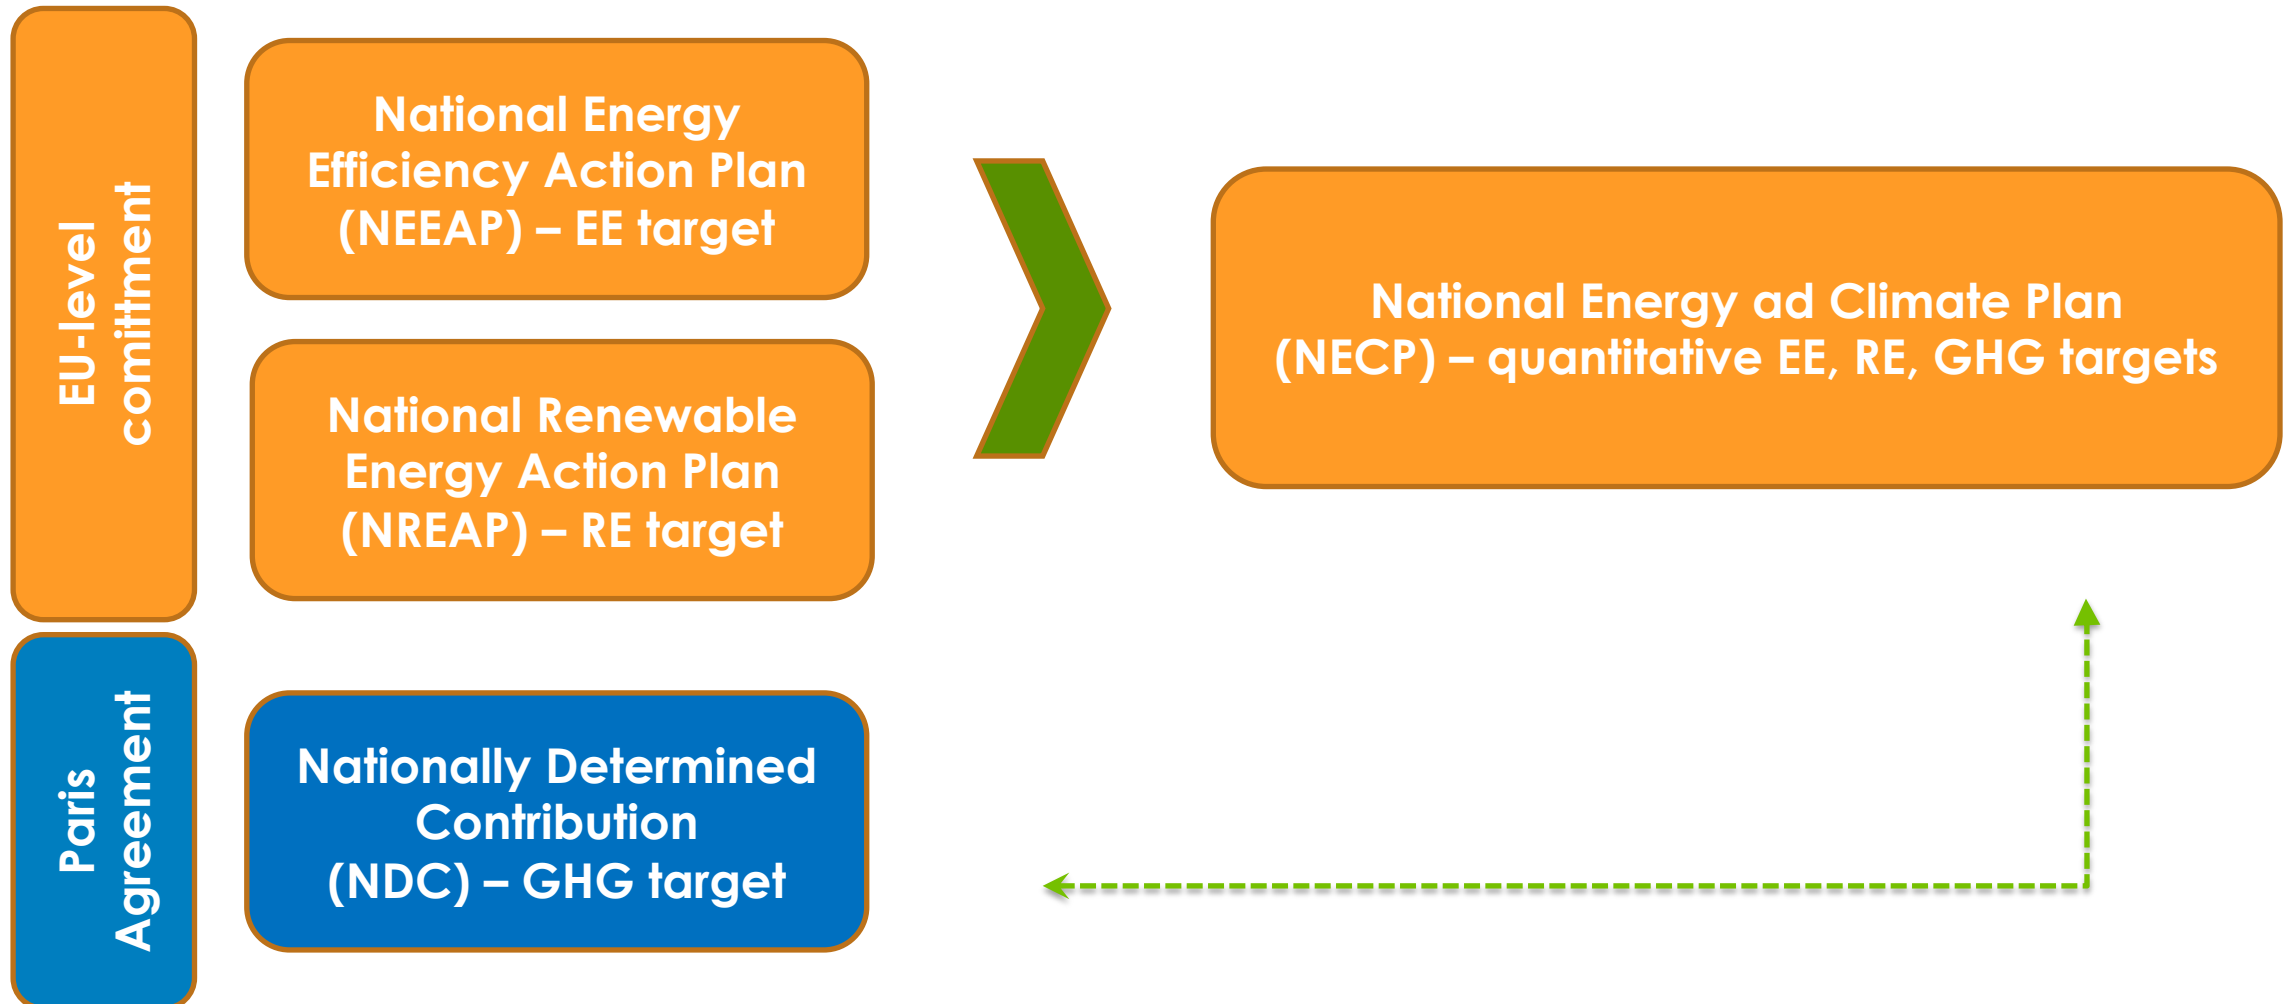 EU-level
comittment
National Energy
Efficiency Action Plan
(NEEAP) – EE target
National Renewable
Energy Action Plan
(NREAP) – RE target
National Energy ad Climate Plan
(NECP) – quantitative EE, RE, GHG targets
Paris
Agreement
Nationally Determined
Contribution
(NDC) – GHG target